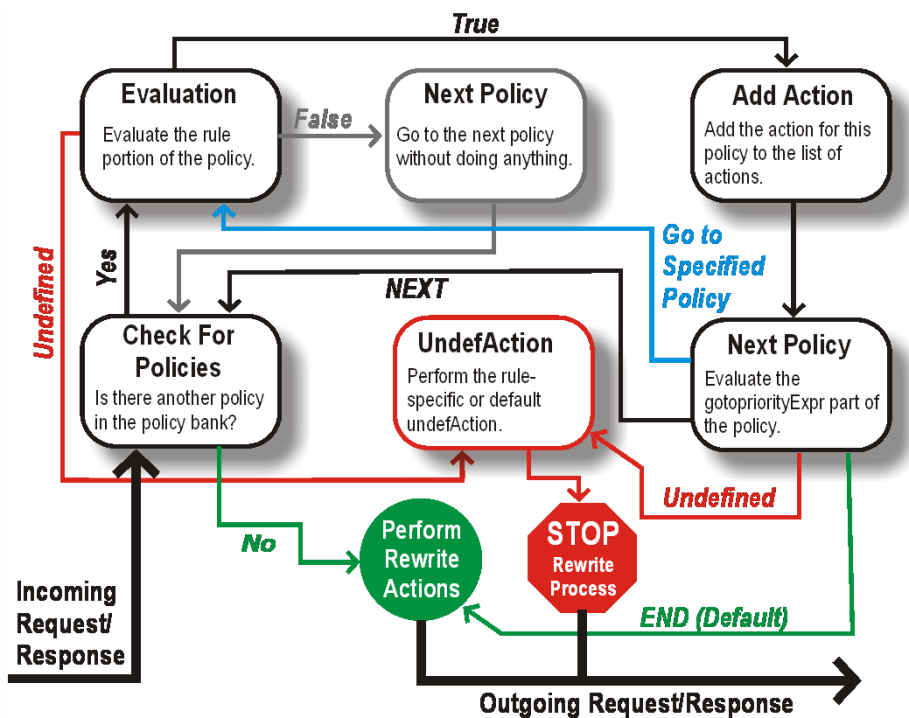 True
Evaluation
Evaluate the rule
portion of the policy.
False
Next Policy
Go to the next policy
without doing anything.
Add Action
Add the action for this
policy to the list of
actions.
Undefined
Yes
NEXT
Go to
Specified
Policy
Check For
Policies
Is there another policy
in the policy bank?
UndefAction
Perform the rule-
specific or default
undefAction.
Next Policy
Evaluate the
gotopriorityExpr part of
the policy.
Undefined
No
Perform
Rewrite
Actions
STOP
Rewrite
Process
END (Default)
Incoming
Request/
Response
Outgoing Request/Response